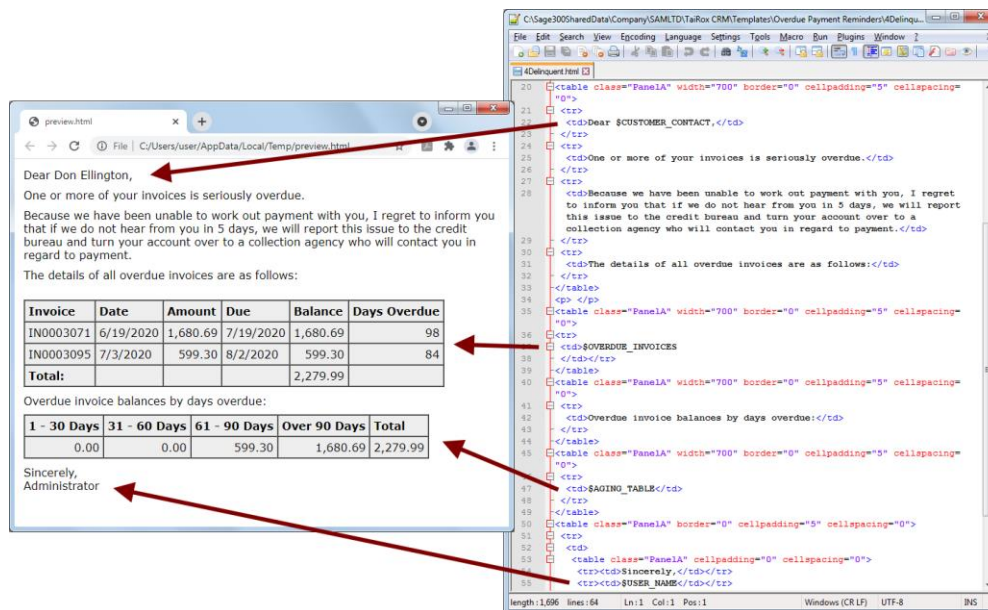 C:\Sage300SharedData\Company\SAMLTD\TaiRox CRM\Templates\Overdue Payment Reminders\4Delinqu...
File Edit Search View Encoding Language Settings Tools Macro Run Plugins Window ?
4Delinquent.html
20 <table class="PanelA" width="700" border="0" cellpadding="5" cellspacing=
"0">
21 <tr>
22 <td>Dear $CUSTOMER_CONTACT,</td>
23 </tr>
24 <tr>
25 <td>One or more of your invoices is seriously overdue.</td>
26 </tr>
27 <tr>
28 <td>Because we have been unable to work out payment with you, I regret
to inform you that if we do not hear from you in 5 days, we will report
this issue to the credit bureau and turn your account over to a
collection agency who will contact you in regard to payment.</td>
29 </tr>
30 <tr>
31 <td>The details of all overdue invoices are as follows:</td>
32 </tr>
33 </table>
34 <p> </p>
35 <table class="PanelA" width="700" border="0" cellpadding="5" cellspacing=
"0">
36 <tr>
<td>$OVERDUE_INVOICES
38 </td></tr>
39 </table>
40 <table class="PanelA" width="700" border="0" cellpadding="5" cellspacing=
"0">
41 <tr>
42 <td>Overdue invoice balances by days overdue:</td>
43 </tr>
44 </table>
45 <table class="PanelA" width="700" border="0" cellpadding="5" cellspacing=
"0">
<tr>
47 <td>$AGING_TABLE</td>
48 </tr>
49 </table>
50 <table class="PanelA" border="0" cellpadding="5" cellspacing="0">
51 <tr>
52 <td>
53 <table class="PanelA" cellpadding="0" cellspacing="0">
<tr><td>Sincerely,</td></tr>
55 <tr><td>$USER_NAME</td></tr>
length : 1,696 lines : 64 Ln : 1 Col : 1 Pos : 1 Windows (CR LF) UTF-8 INS
preview.html
File | C:/Users/user/AppData/Local/Temp/preview.html
Dear Don Ellington,
One or more of your invoices is seriously overdue.
Because we have been unable to work out payment with you, I regret to inform you
that if we do not hear from you in 5 days, we will report this issue to the credit
bureau and turn your account over to a collection agency who will contact you in
regard to payment.
The details of all overdue invoices are as follows:
Invoice Date Amount Due Balance Days Overdue
IN0003071 6/19/2020 1,680.69 7/19/2020 1,680.69 98
IN0003095 7/3/2020 599.30 8/2/2020 599.30 84
Total: 2,279.99
Overdue invoice balances by days overdue:
1 - 30 Days 31 - 60 Days 61 - 90 Days Over 90 Days Total
0.00 0.00 599.30 1,680.69 2,279.99
Sincerely,
Administrator